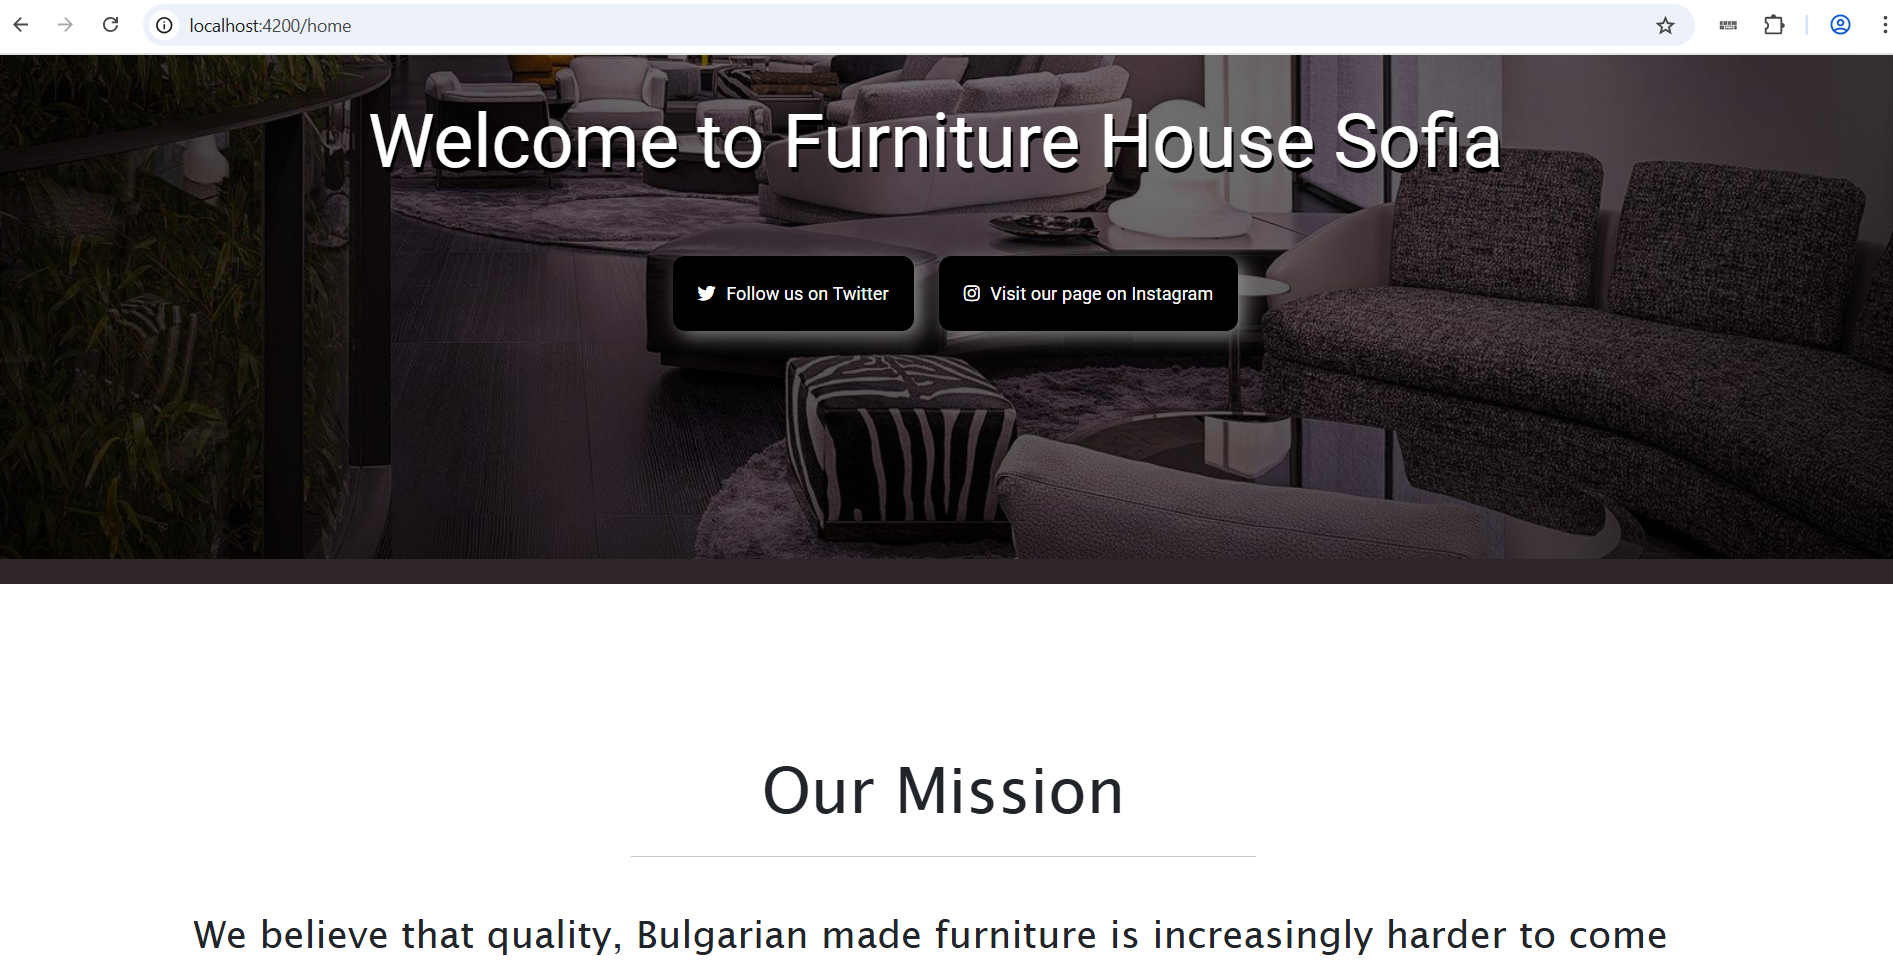 localhost:4200/home
Welcome to Furniture House Sofia
Follow us on Twitter
Visit our page on Instagram
Our Mission
We believe that quality, Bulgarian made furniture is increasingly harder to come